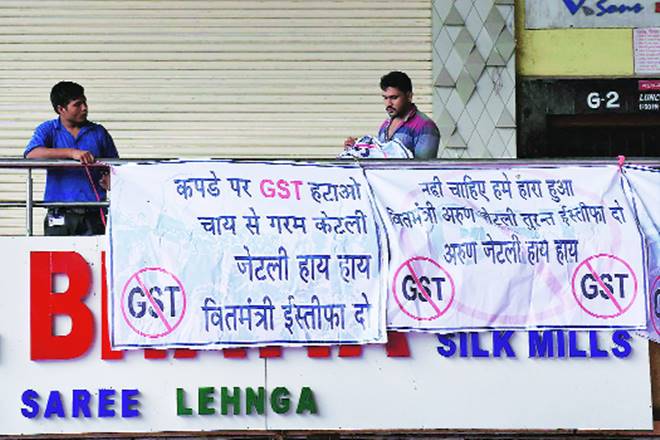 V Sons
G-2
LUNC
कपडे पर GST हटाओ
चाय से गरम केटली
जेटली हाय हाय
वितमंत्री ईस्तीफा दो
GST
नही चाहिए हमे हारा हुआ
वितमंत्री अरुण जेटली तुरन्त ईस्तीफा दो
अरुण जेटली हाय हाय
GST
GST
SILK MILLS
SAREE LEHNGA